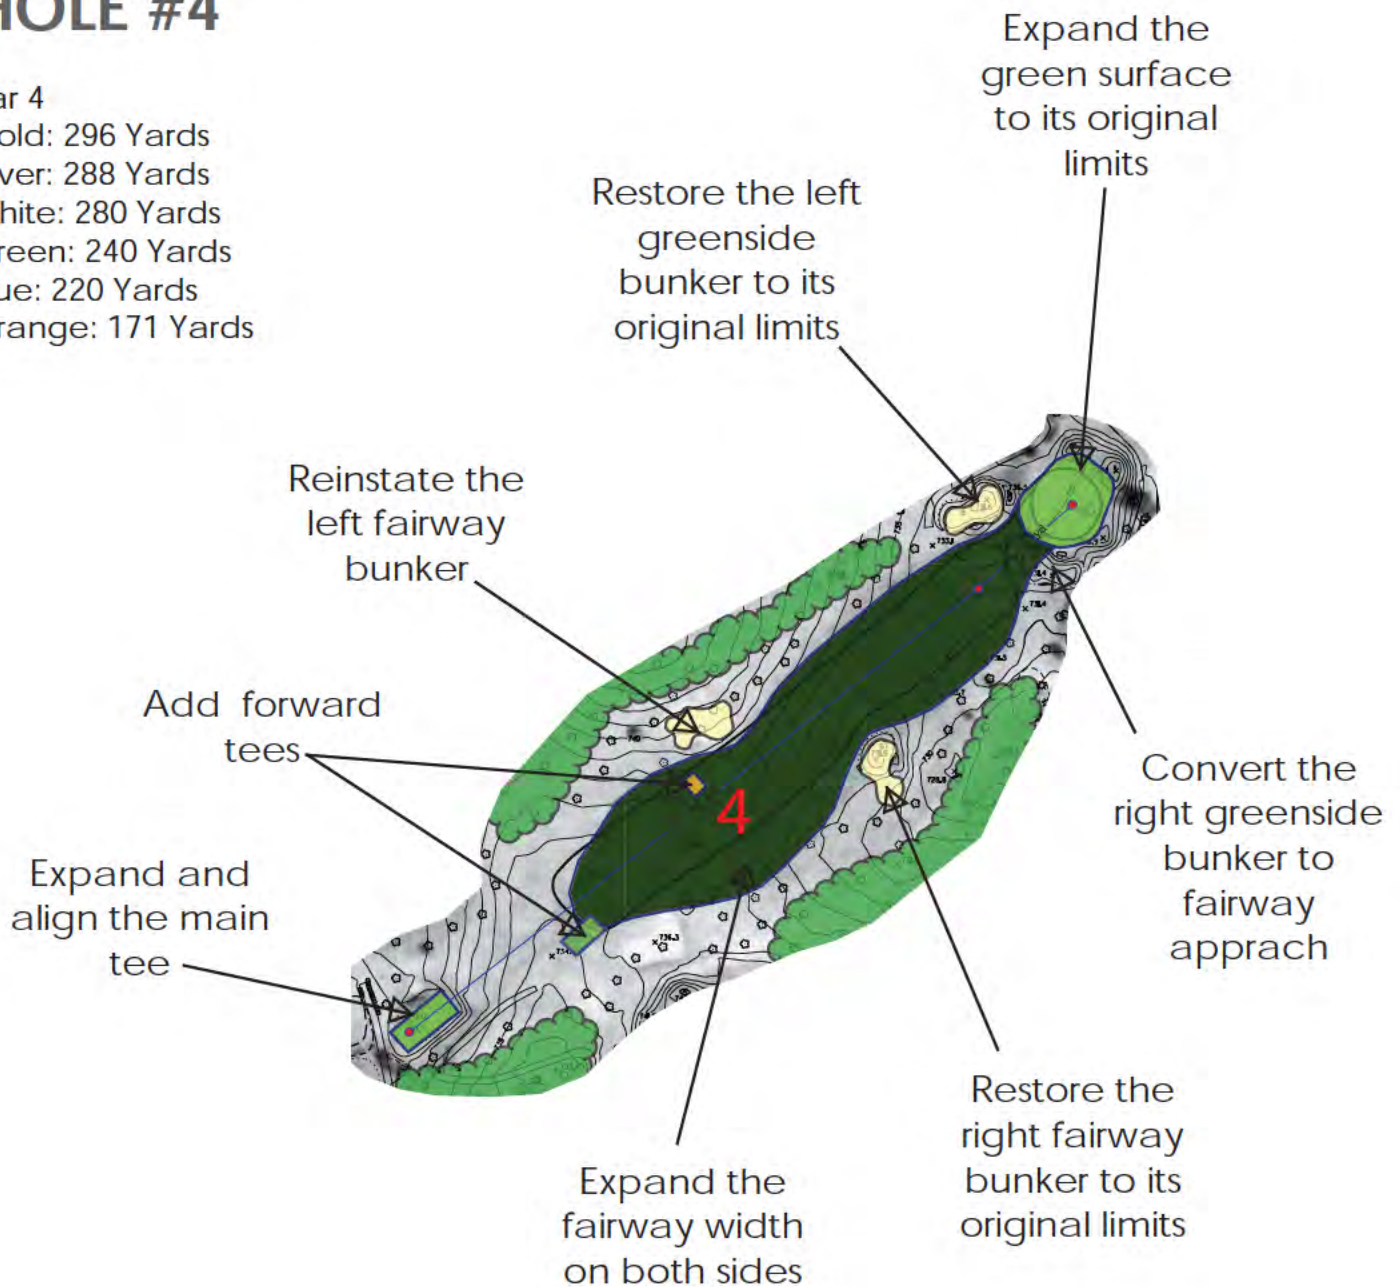 HOLE #4
ar 4
old: 296 Yards
ver: 288 Yards
hite: 280 Yards
reen: 240 Yards
ue: 220 Yards
range: 171 Yards
Expand the
green surface
to its original
limits
Restore the left
greenside
bunker to its
original limits
Reinstate the
left fairway
bunker
Add forward
tees
Expand and
align the main
tee
4
Convert the
right greenside
bunker to
fairway
apprach
Restore the
right fairway
bunker to its
original limits
Expand the
fairway width
on both sides
736.3